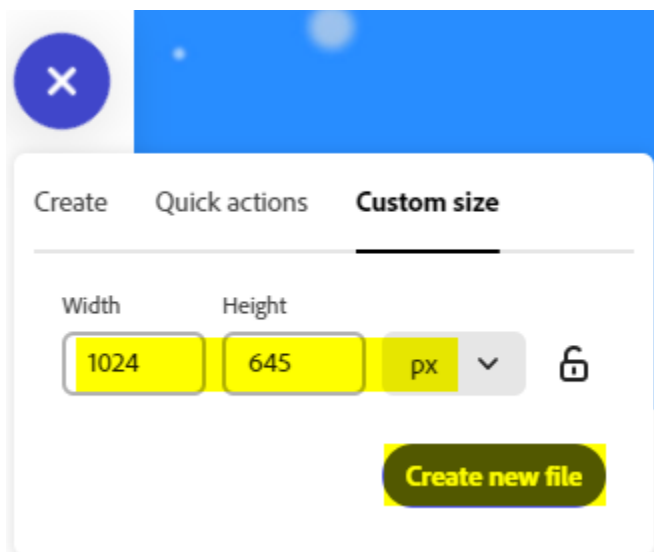 Create Quick actions Custom size
Width Height
1024 645 px
Create new file